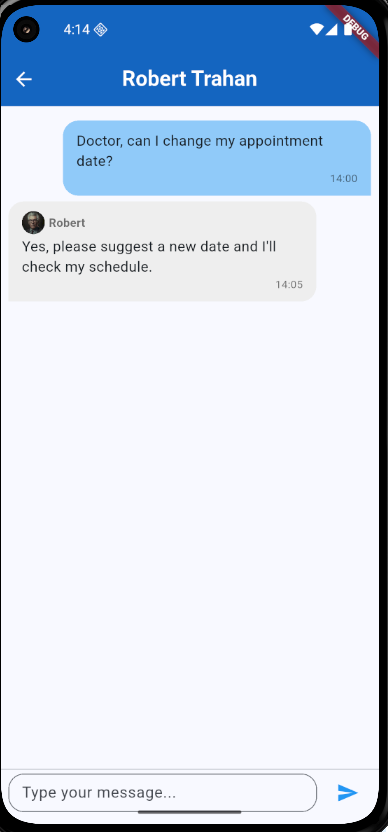 4:14
DEBUG
Robert Trahan
Doctor, can I change my appointment
date?
14:00
Robert
Yes, please suggest a new date and I'll
check my schedule.
14:05
Type your message...